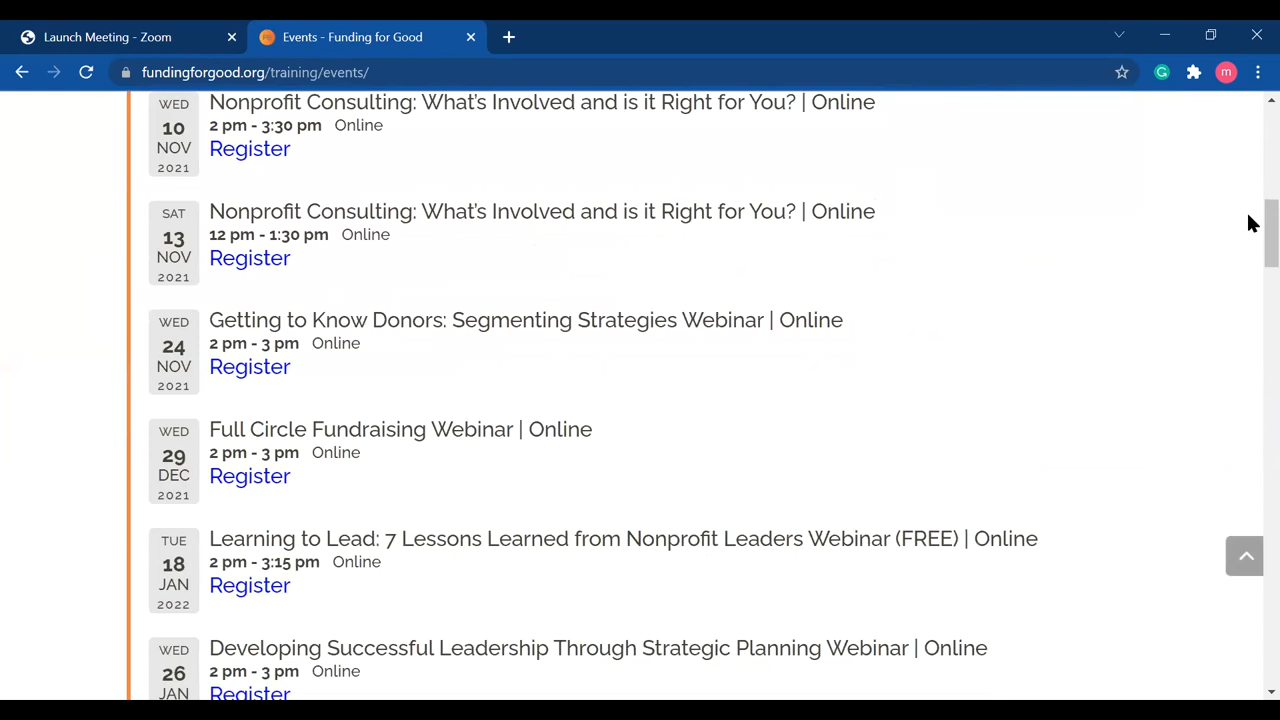 Launch Meeting - Zoom
Events - Funding for Good
fundingforgood.org/training/events/
m
WED
10
NOV
2021
Nonprofit Consulting: What's Involved and is it Right for You? | Online
2 pm - 3:30 pm Online
Register
SAT
13
NOV
2021
Nonprofit Consulting: What's Involved and is it Right for You? | Online
12 pm - 1:30 pm Online
Register
WED
24
NOV
2021
Getting to Know Donors: Segmenting Strategies Webinar | Online
2 pm - 3 pm Online
Register
WED
29
DEC
2021
Full Circle Fundraising Webinar | Online
2 pm - 3 pm Online
Register
TUE
18
JAN
2022
Learning to Lead: 7 Lessons Learned from Nonprofit Leaders Webinar (FREE) | Online
2 pm - 3:15 pm Online
Register
WED
26
JAN
Developing Successful Leadership Through Strategic Planning Webinar | Online
2 pm - 3 pm Online
Register